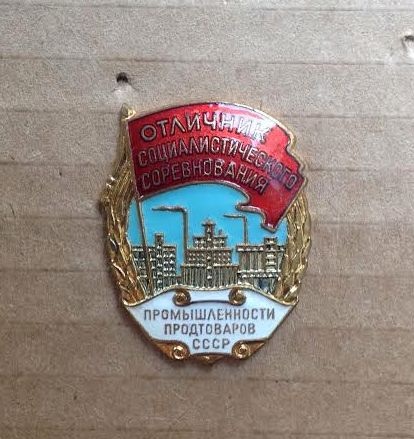 ОТЛИЧНИК
СОЦИАЛИСТИЧЕСКОГО
СОРЕВНОВАНИЯ
ПРОМЫШЛЕННОСТИ
ПРОДТОВАРОВ
СССР